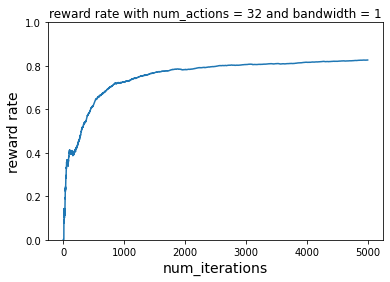 reward rate with num_actions = 32 and bandwidth = 1
1.0
0.8
0.6
0.4
0.2
0.0
reward rate
0 1000 2000 3000 4000 5000
num_iterations